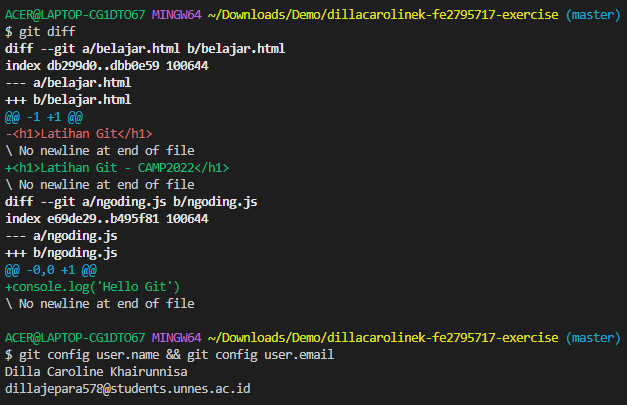 ACER@LAPTOP-CG1DTO67 MINGW64 ~/Downloads/Demo/dillacarolinek-fe2795717-exercise (master)
$ git diff
diff --git a/belajar.html b/belajar.html
index db299d0..dbb0e59 100644
--- a/belajar.html
+++ b/belajar.html
@@ -1 +1 @@
-<h1>Latihan Git</h1>
\ No newline at end of file
+<h1>Latihan Git - CAMP2022</h1>
\ No newline at end of file
diff --git a/ngoding.js b/ngoding.js
index e69de29..b495f81 100644
--- a/ngoding.js
+++ b/ngoding.js
@@ -0,0 +1 @@
+console.log('Hello Git')
\ No newline at end of file
ACER@LAPTOP-CG1DTO67 MINGW64 ~/Downloads/Demo/dillacarolinek-fe2795717-exercise (master)
$ git config user.name && git config user.email
Dilla Caroline Khairunnisa
dillajepara578@students.unnes.ac.id